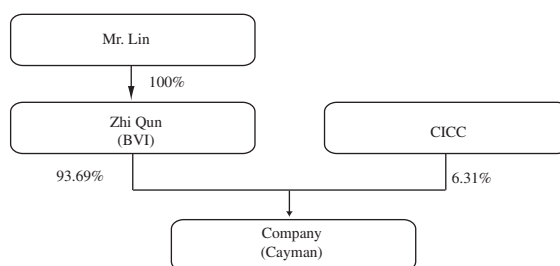 Mr. Lin
100%
Zhi Qun
(BVI)
CICC
93.69%
6.31%
Company
(Cayman)